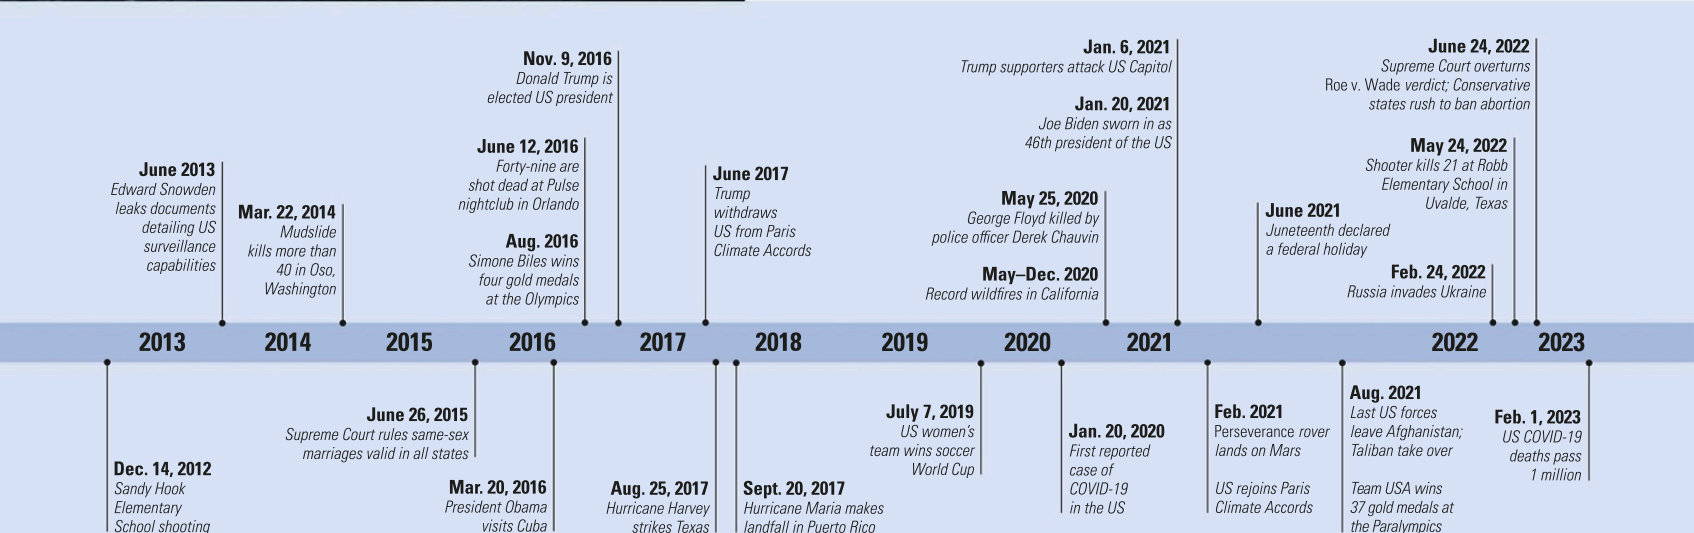 Nov. 9, 2016
Donald Trump is
elected US president
June 12, 2016
Forty-nine are
shot dead at Pulse
nightclub in Orlando
Aug. 2016
Simone Biles wins
four gold medals
at the Olympics
June 2013
Edward Snowden
leaks documents
detailing US
surveillance
capabilities
Mar. 22, 2014
Mudslide
kills more than
40 in Oso,
Washington
June 2017
Trump
withdraws
US from Paris
Climate Accords
Jan. 6, 2021
Trump supporters attack US Capitol
Jan. 20, 2021
Joe Biden sworn in as
46th president of the US
May 25, 2020
George Floyd killed by
police officer Derek Chauvin
May–Dec. 2020
Record wildfires in California
June 2021
Juneteenth declared
a federal holiday
June 24, 2022
Supreme Court overturns
Roe v. Wade verdict; Conservative
states rush to ban abortion
May 24, 2022
Shooter kills 21 at Robb
Elementary School in
Uvalde, Texas
Feb. 24, 2022
Russia invades Ukraine
2013 2014 2015 2016 2017 2018 2019 2020 2021 2022 2023
Dec. 14, 2012
Sandy Hook
Elementary
School shooting
June 26, 2015
Supreme Court rules same-sex
marriages valid in all states
Mar. 20, 2016
President Obama
visits Cuba
Aug. 25, 2017
Hurricane Harvey
strikes Texas
Sept. 20, 2017
Hurricane Maria makes
landfall in Puerto Rico
July 7, 2019
US women's
team wins soccer
World Cup
Jan. 20, 2020
First reported
case of
COVID-19
in the US
Feb. 2021
Perseverance rover
lands on Mars
US rejoins Paris
Climate Accords
Aug. 2021
Last US forces
leave Afghanistan;
Taliban take over
Team USA wins
37 gold medals at
the Paralympics
Feb. 1, 2023
US COVID-19
deaths pass
1 million